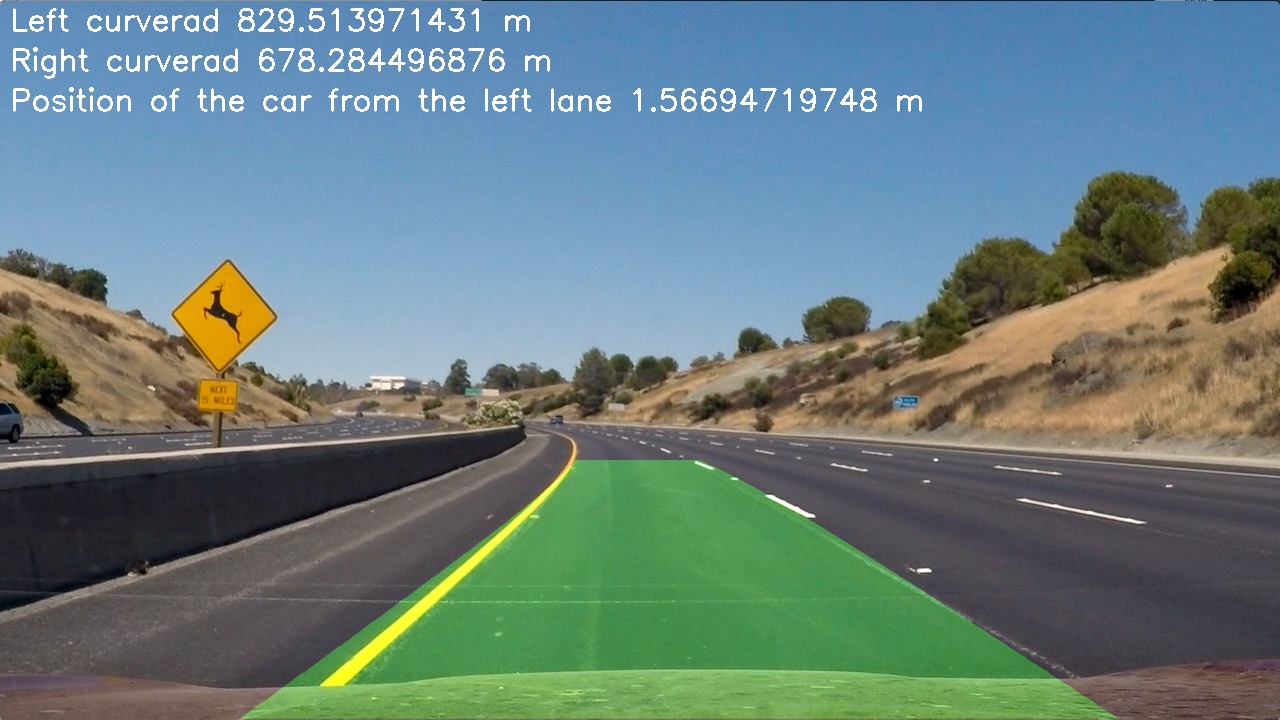 Left curverad 829.513971431 m
Right curverad 678.284496876 m
Position of the car from the left lane 1.56694719748 m
NEXT
15 MILES